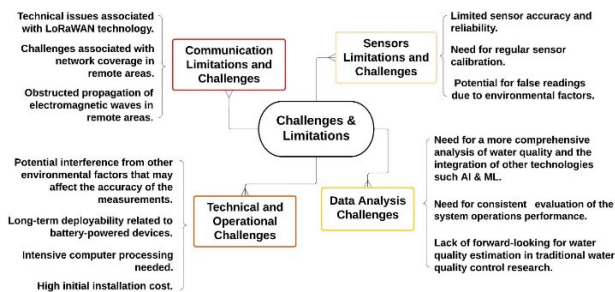 Technical issues associated
with LoRaWAN technology.
Challenges associated with
network coverage in
remote areas.
Obstructed propagation of
electromagnetic waves in
remote areas.
Communication
Limitations and
Challenges
Sensors
Limitations and
Challenges
Limited sensor accuracy and
reliability.
Need for regular sensor
calibration.
Potential for false readings
due to environmental factors.
Challenges &
Limitations
Potential interference from other
environmental factors that may
affect the accuracy of the
measurements.
Long-term deployability related to
battery-powered devices.
Intensive computer processing
needed.
High initial installation cost.
Technical and
Operational
Challenges
Data Analysis
Challenges
Need for a more comprehensive
analysis of water quality and the
integration of other technologies
such AI & ML.
Need for consistent evaluation of the
system operations performance.
Lack of forward-looking for water
quality estimation in traditional water
quality control research.